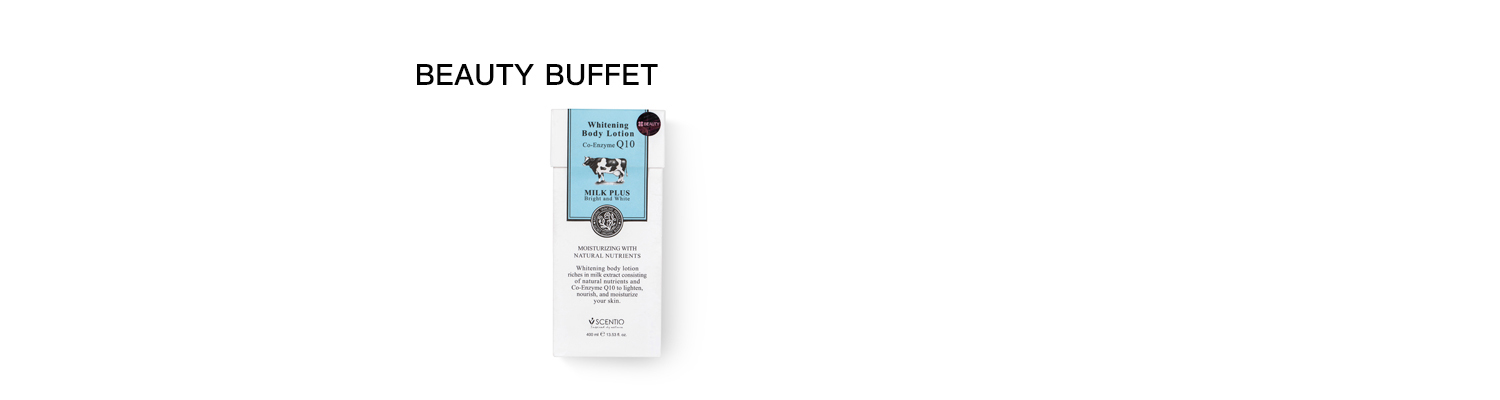 BEAUTY BUFFET
BEAUTY
Whitening
Body Lotion
Co-Enzyme Q10
MILK PLUS
Bright and White
MOISTURIZING WITH
NATURAL NUTRIENTS
Whitening body lotion
riches in milk extract consisting
of natural nutrients and
Co-Enzyme Q10 to lighten,
nourish, and moisturize
your skin.
SCENTIO
400 ml ℮ 13.53 fl. oz.